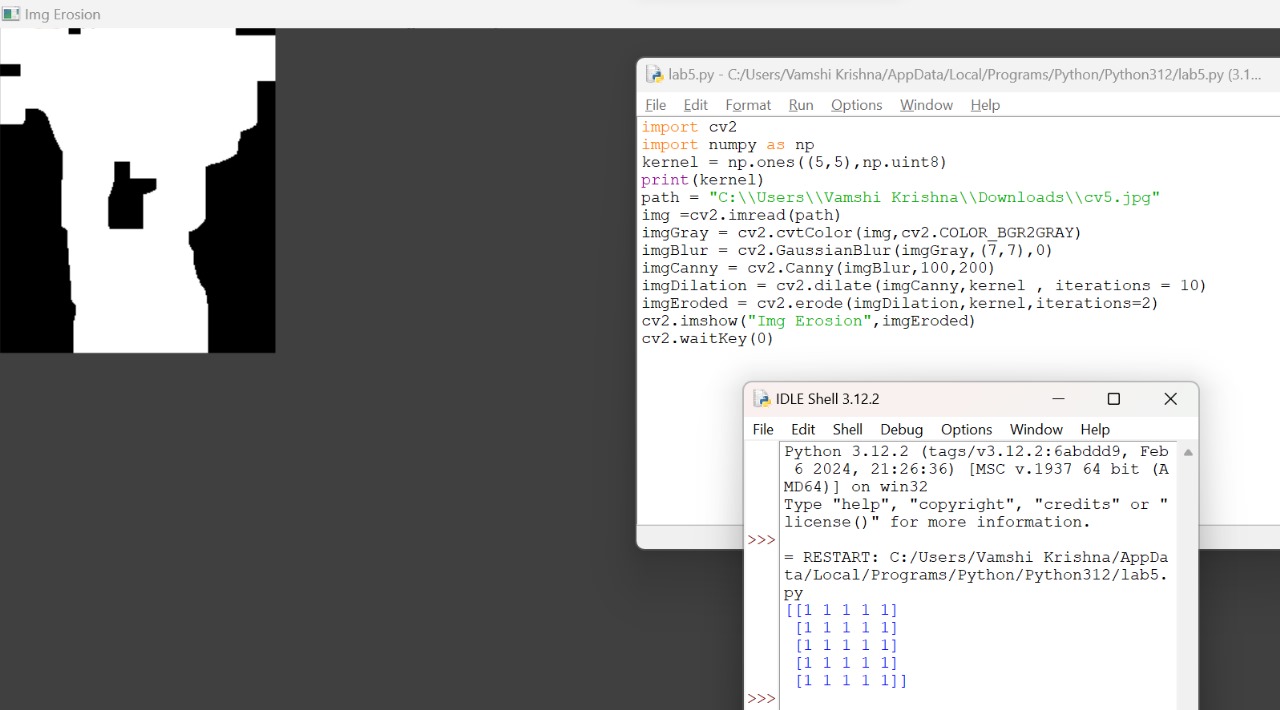 Img Erosion
lab5.py - C:/Users/Vamshi Krishna/AppData/Local/Programs/Python/Python312/lab5.py (3.1...
File Edit Format Run Options Window Help
import cv2
import numpy as np
kernel = np.ones((5,5),np.uint8)
print(kernel)
path = "C:\\Users\\Vamshi Krishna\\Downloads\\cv5.jpg"
img =cv2.imread(path)
imgGray = cv2.cvtColor(img,cv2.COLOR_BGR2GRAY)
imgBlur = cv2.GaussianBlur(imgGray,(7,7),0)
imgCanny = cv2.Canny(imgBlur,100,200)
imgDilation = cv2.dilate(imgCanny,kernel , iterations = 10)
imgEroded = cv2.erode(imgDilation,kernel,iterations=2)
cv2.imshow("Img Erosion",imgEroded)
cv2.waitKey(0)
IDLE Shell 3.12.2
File Edit Shell Debug Options Window Help
Python 3.12.2 (tags/v3.12.2:6abddd9, Feb
 6 2024, 21:26:36) [MSC v.1937 64 bit (A
MD64)] on win32
Type "help", "copyright", "credits" or "
license()" for more information.
>>>
= RESTART: C:/Users/Vamshi Krishna/AppDa
ta/Local/Programs/Python/Python312/lab5.
py
[[1 1 1 1 1]
 [1 1 1 1 1]
 [1 1 1 1 1]
 [1 1 1 1 1]
 [1 1 1 1 1]]
>>>